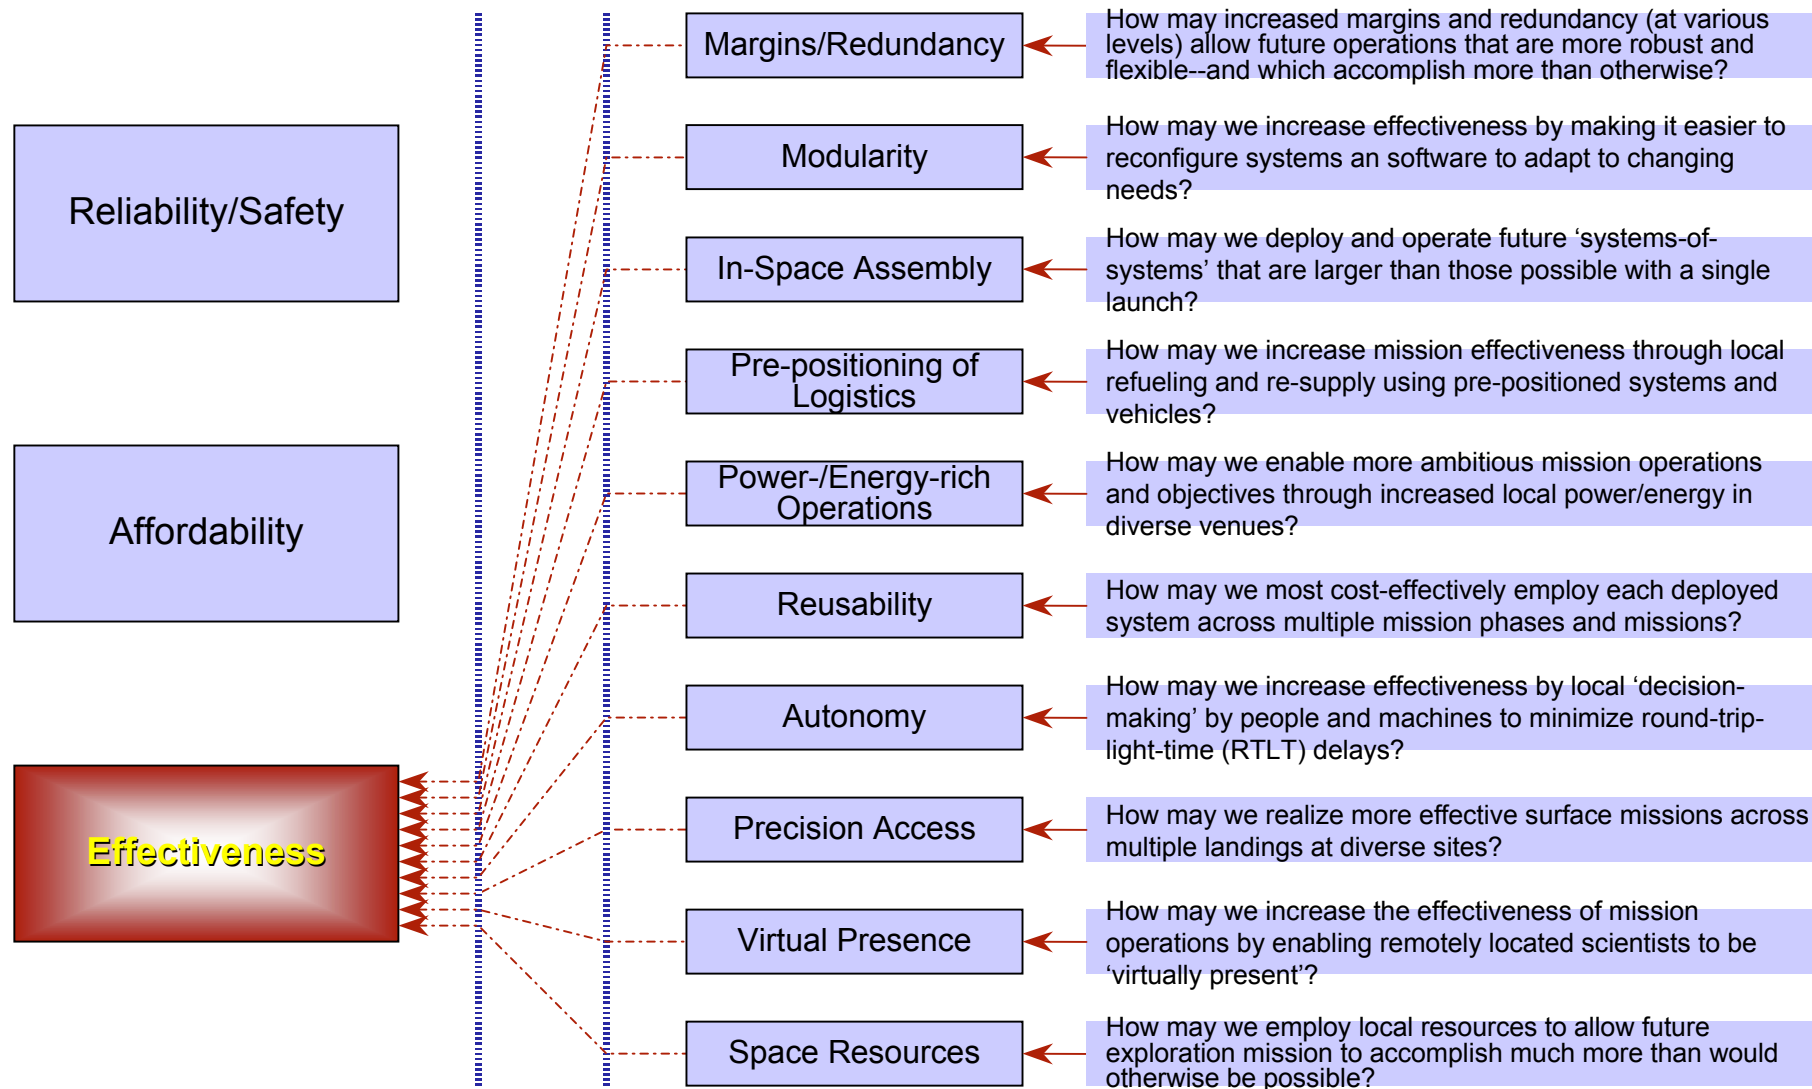 Reliability/Safety
Affordability
Effectiveness
Margins/Redundancy
How may increased margins and redundancy (at various
levels) allow future operations that are more robust and
flexible--and which accomplish more than otherwise?
Modularity
How may we increase effectiveness by making it easier to
reconfigure systems an software to adapt to changing
needs?
In-Space Assembly
How may we deploy and operate future ‘systems-of-
systems’ that are larger than those possible with a single
launch?
Pre-positioning of
Logistics
How may we increase mission effectiveness through local
refueling and re-supply using pre-positioned systems and
vehicles?
Power-/Energy-rich
Operations
How may we enable more ambitious mission operations
and objectives through increased local power/energy in
diverse venues?
Reusability
How may we most cost-effectively employ each deployed
system across multiple mission phases and missions?
Autonomy
How may we increase effectiveness by local ‘decision-
making’ by people and machines to minimize round-trip-
light-time (RTLT) delays?
Precision Access
How may we realize more effective surface missions across
multiple landings at diverse sites?
Virtual Presence
How may we increase the effectiveness of mission
operations by enabling remotely located scientists to be
‘virtually present’?
Space Resources
How may we employ local resources to allow future
exploration mission to accomplish much more than would
otherwise be possible?